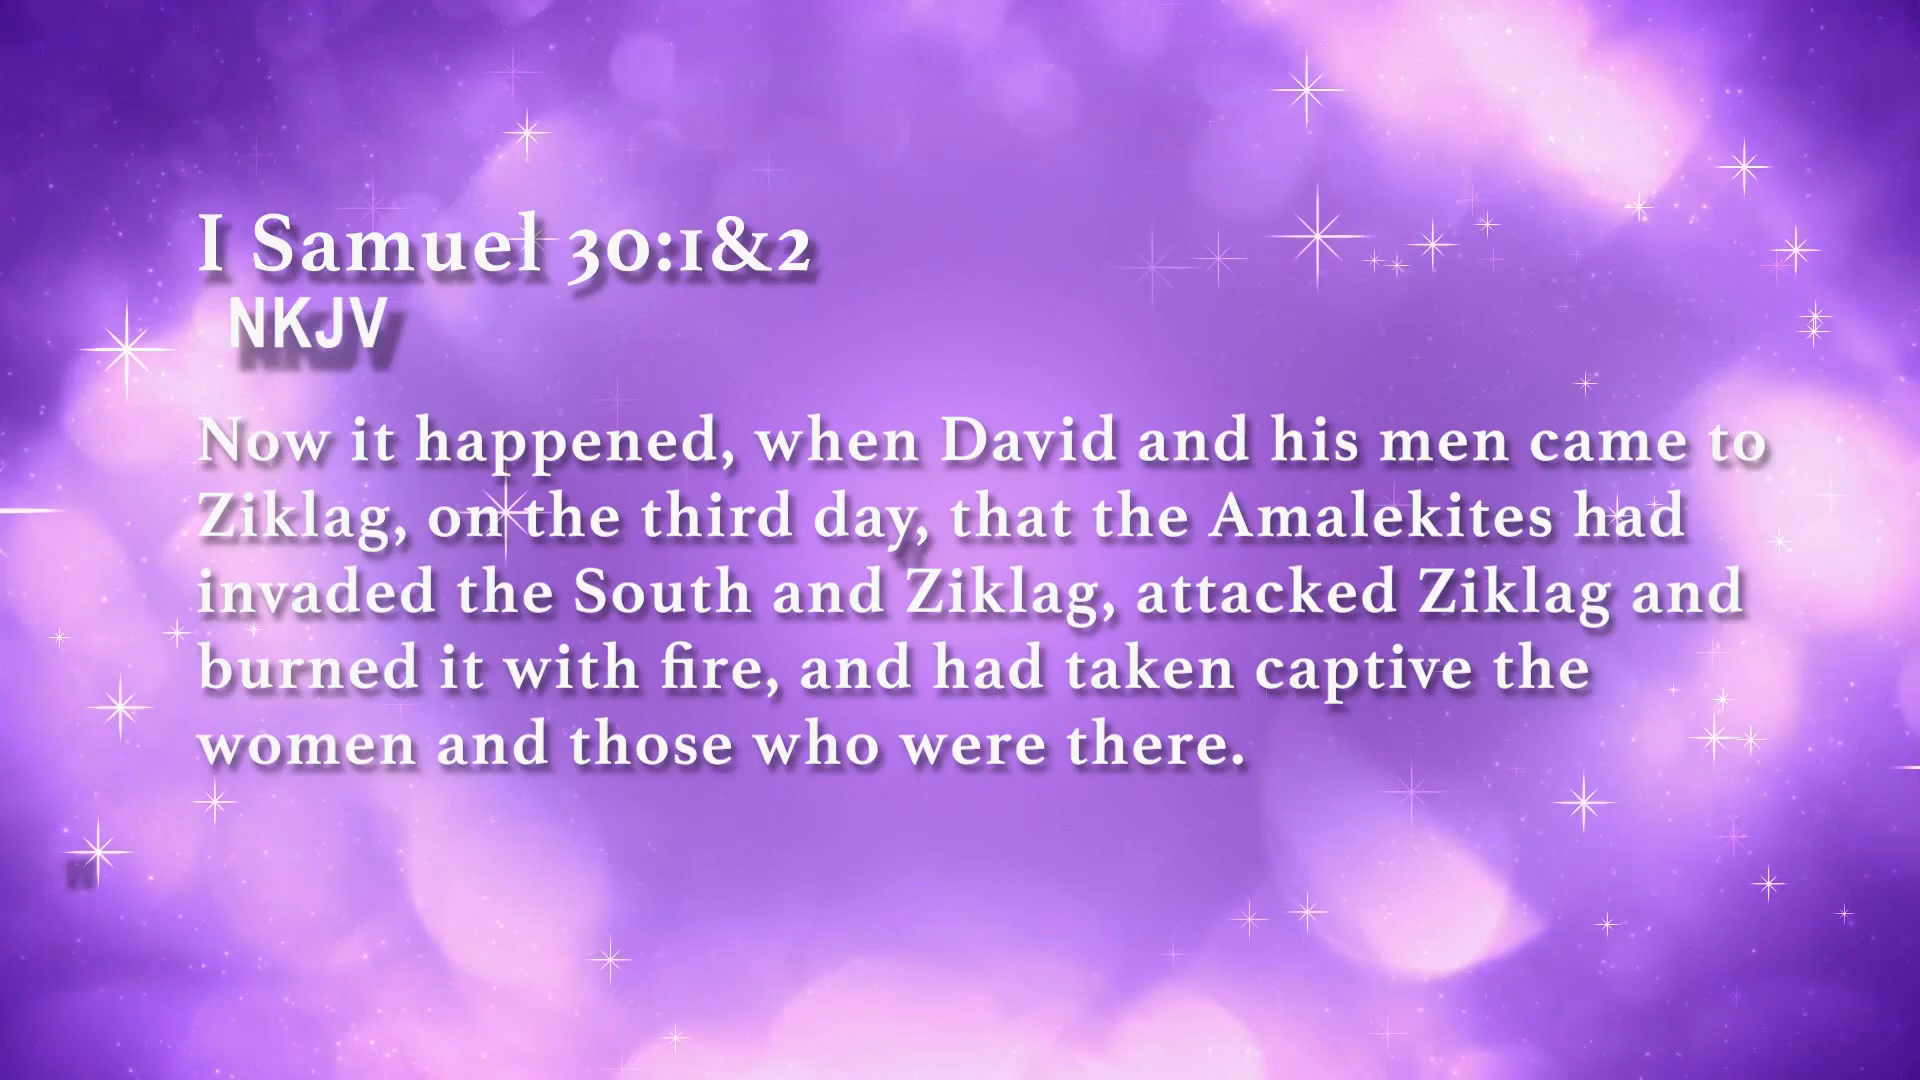 I Samuel 30:1&2
NKJV
Now it happened, when David and his men came to
Ziklag, on the third day, that the Amalekites had
invaded the South and Ziklag, attacked Ziklag and
burned it with fire, and had taken captive the
women and those who were there.